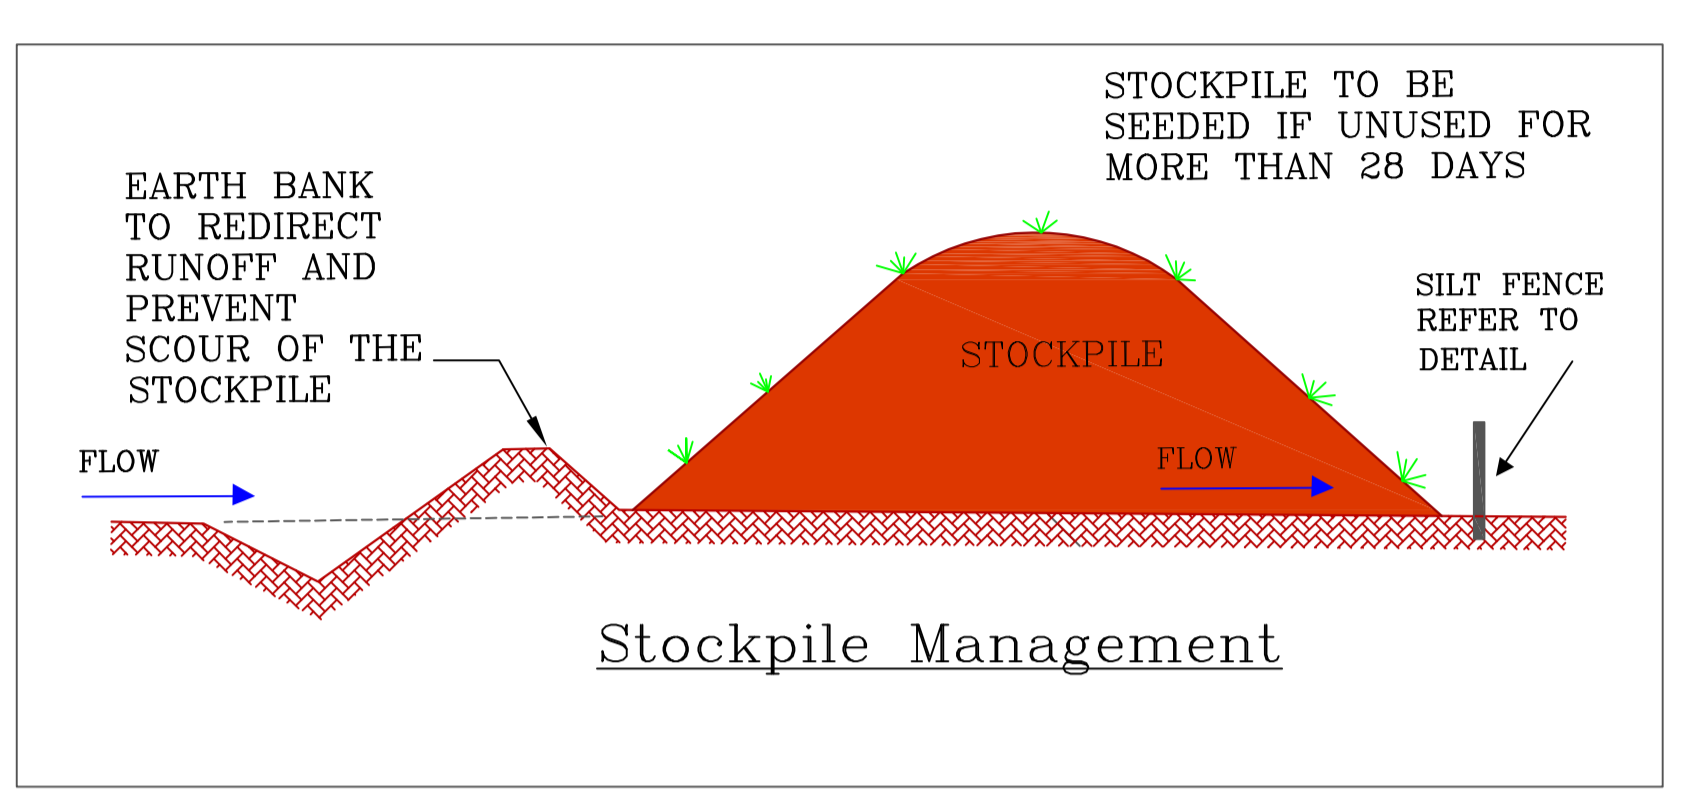 STOCKPILE TO BE
SEEDED IF UNUSED FOR
MORE THAN 28 DAYS
EARTH BANK
TO REDIRECT
RUNOFF AND
PREVENT
SCOUR OF THE
STOCKPILE
SILT FENCE
REFER TO
DETAIL
STOCKPILE
FLOW
FLOW
Stockpile Management